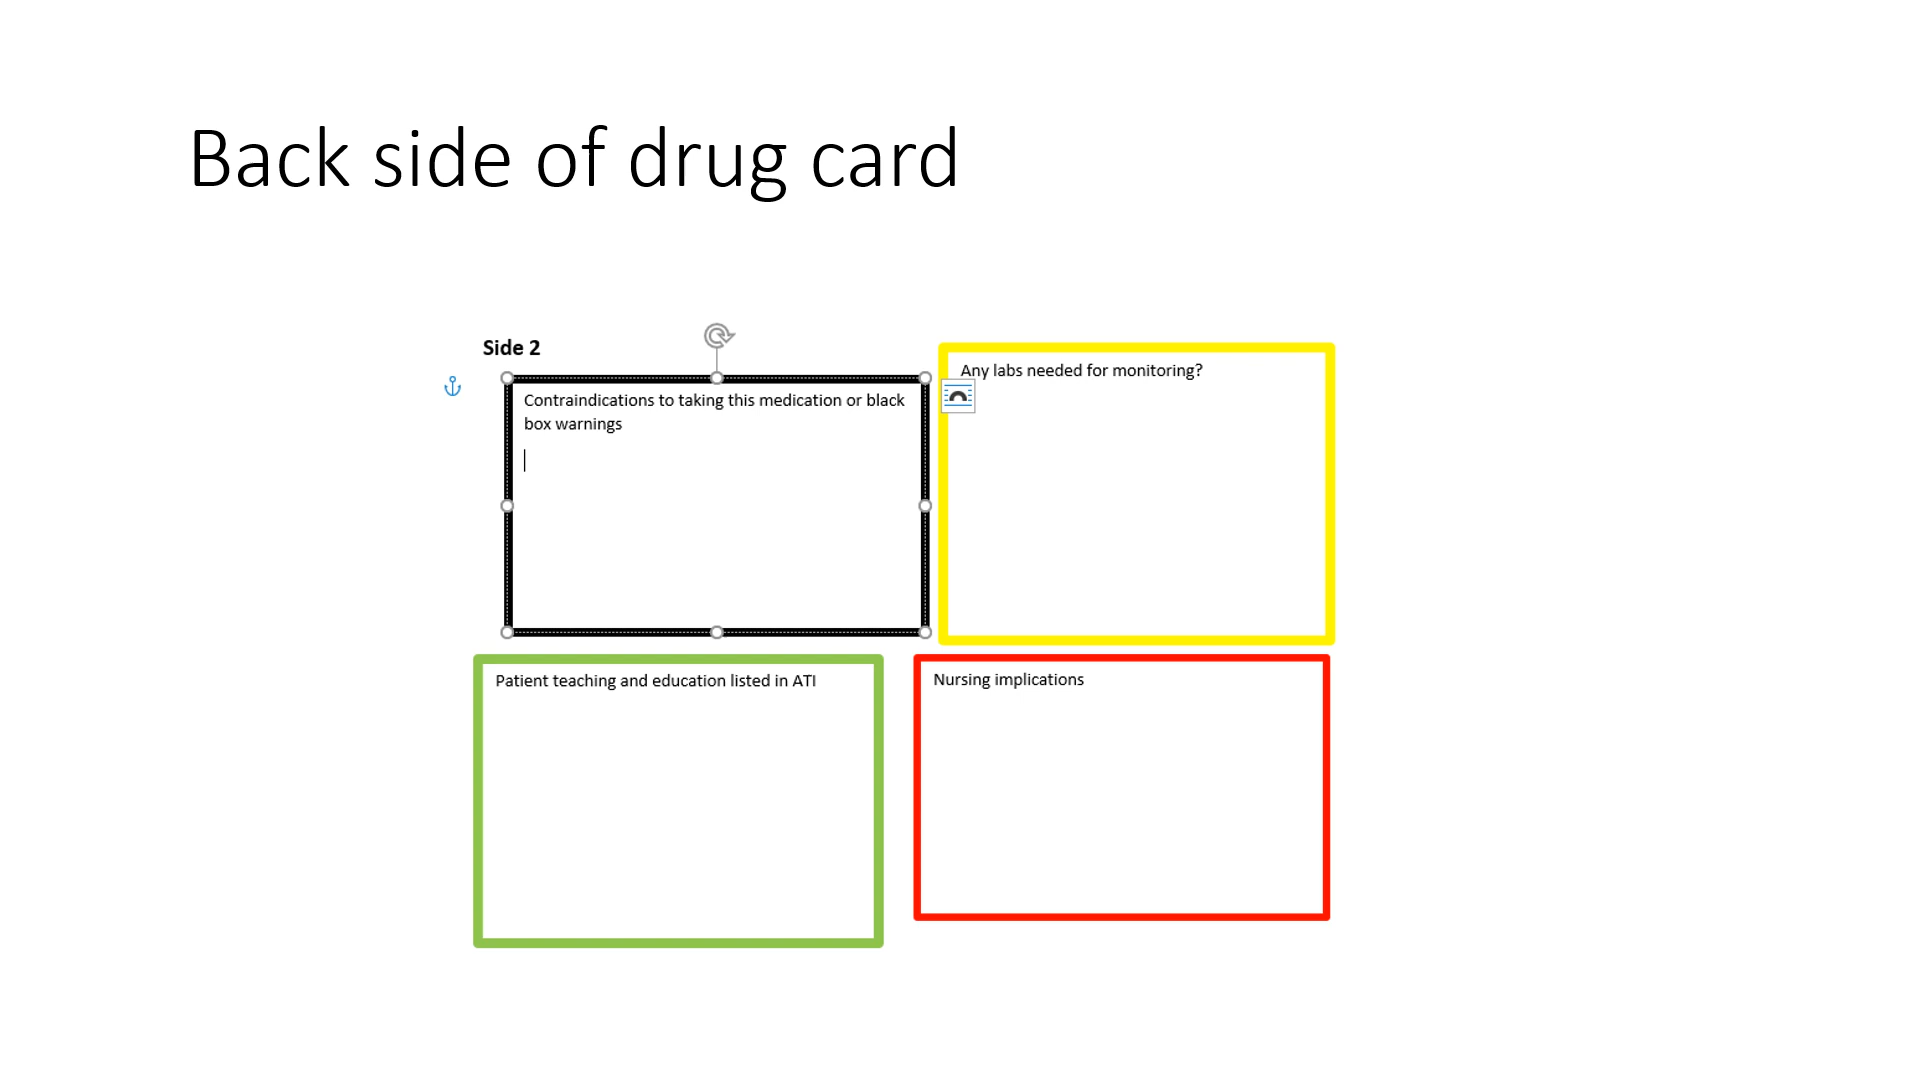 Back side of drug card
Side 2
Contraindications to taking this medication or black
box warnings
Any labs needed for monitoring?
Patient teaching and education listed in ATI
Nursing implications